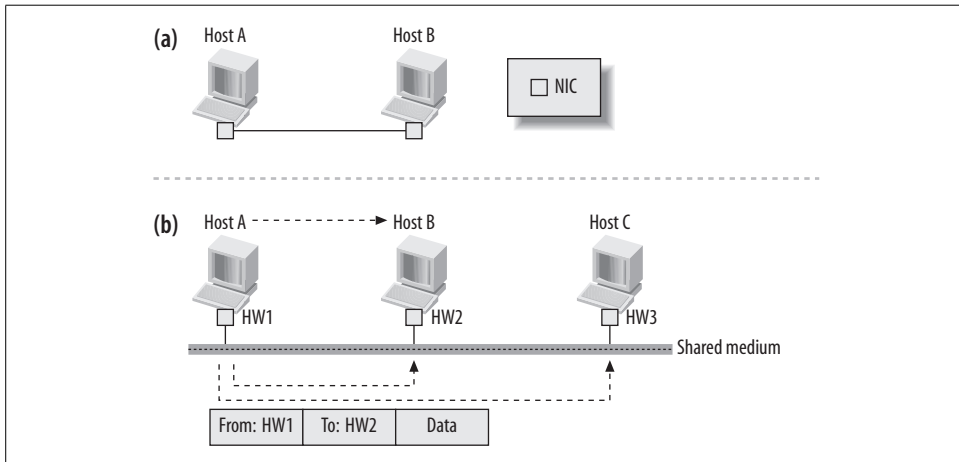 (a) Host A Host B
NIC
(b) Host A Host B Host C
HW1 HW2 HW3
Shared medium
From: HW1 To: HW2 Data